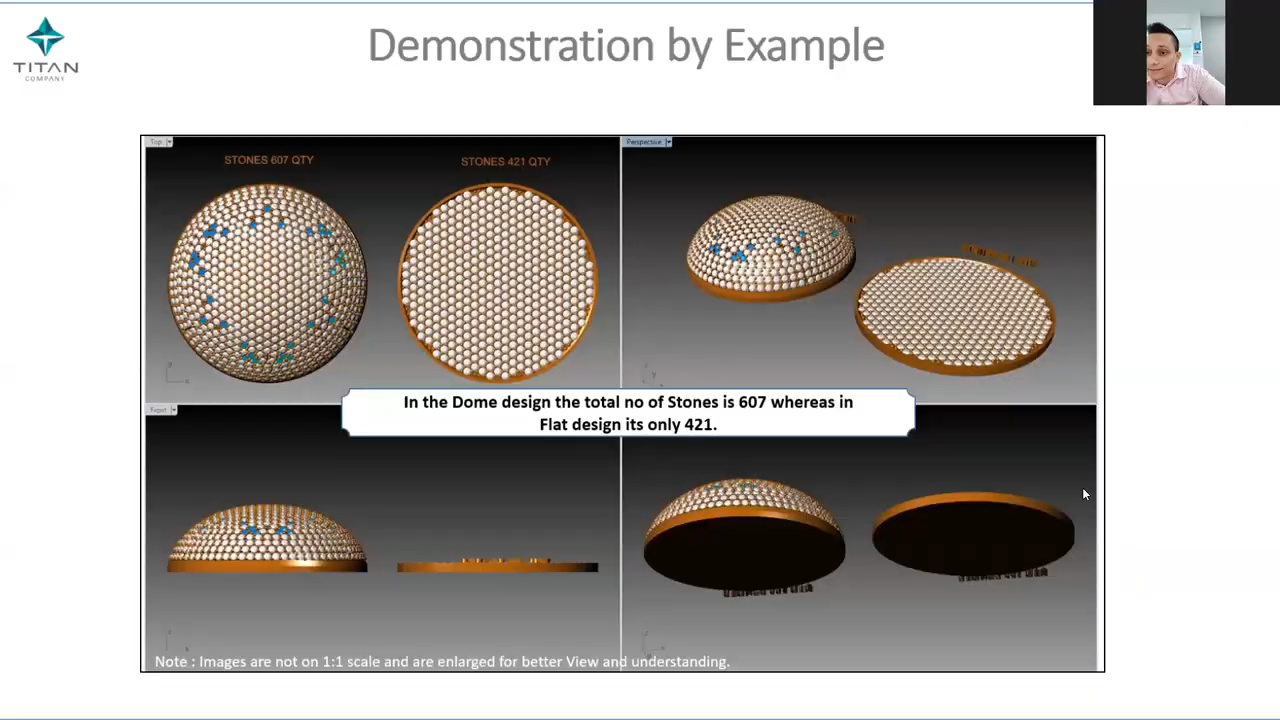 Demonstration by Example
TITAN
COMPANY
Top
STONES 607 QTY
STONES 421 QTY
Perspective
In the Dome design the total no of Stones is 607 whereas in
Flat design its only 421.
Note : Images are not on 1:1 scale and are enlarged for better View and understanding.